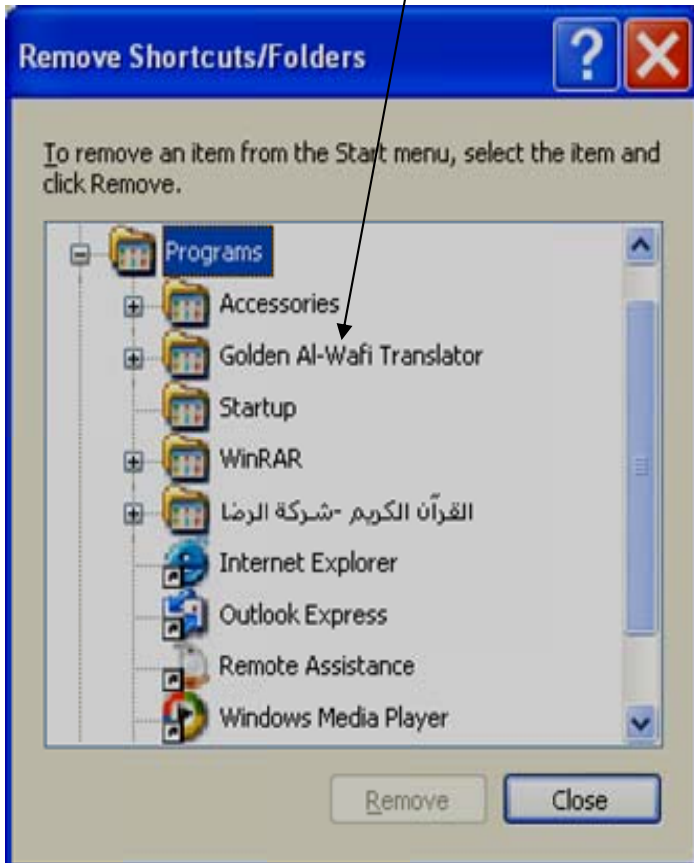 Remove Shortcuts/Folders
To remove an item from the Start menu, select the item and
click Remove.
Programs
Accessories
Golden Al-Wafi Translator
Startup
WinRAR
القرآن الكريم -شركة الرضا
Internet Explorer
Outlook Express
Remote Assistance
Windows Media Player
Remove
Close